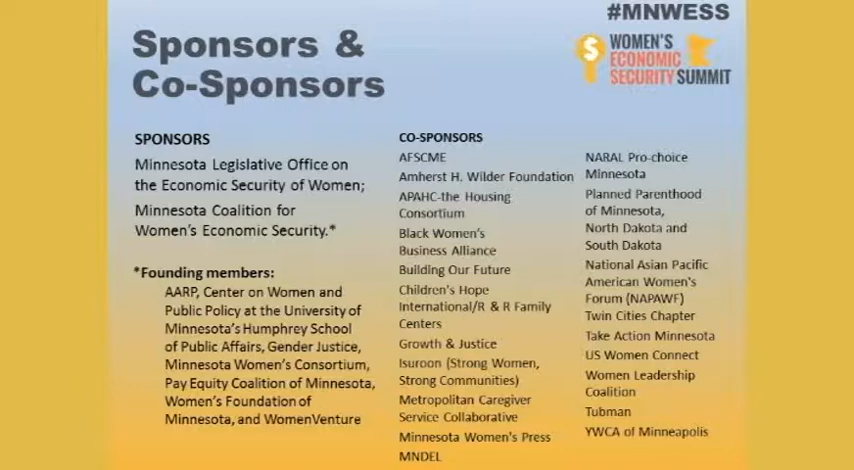 #MNWESS
WOMEN'S
ECONOMIC
SECURITY SUMMIT
$
Sponsors &
Co-Sponsors
SPONSORS
Minnesota Legislative Office on
the Economic Security of Women;
Minnesota Coalition for
Women's Economic Security.*
*Founding members:
AARP, Center on Women and
Public Policy at the University of
Minnesota's Humphrey School
of Public Affairs, Gender Justice,
Minnesota Women's Consortium,
Pay Equity Coalition of Minnesota,
Women's Foundation of
Minnesota, and WomenVenture
CO-SPONSORS
AFSCME
Amherst H. Wilder Foundation
APAHC-the Housing
Consortium
Black Women's
Business Alliance
Building Our Future
Children's Hope
International/R & R Family
Centers
Growth & Justice
Isuroon (Strong Women,
Strong Communities)
Metropolitan Caregiver
Service Collaborative
Minnesota Women's Press
MNDEL
NARAL Pro-choice
Minnesota
Planned Parenthood
of Minnesota,
North Dakota and
South Dakota
National Asian Pacific
American Women's
Forum (NAPAWF)
Twin Cities Chapter
Take Action Minnesota
US Women Connect
Women Leadership
Coalition
Tubman
YWCA of Minneapolis